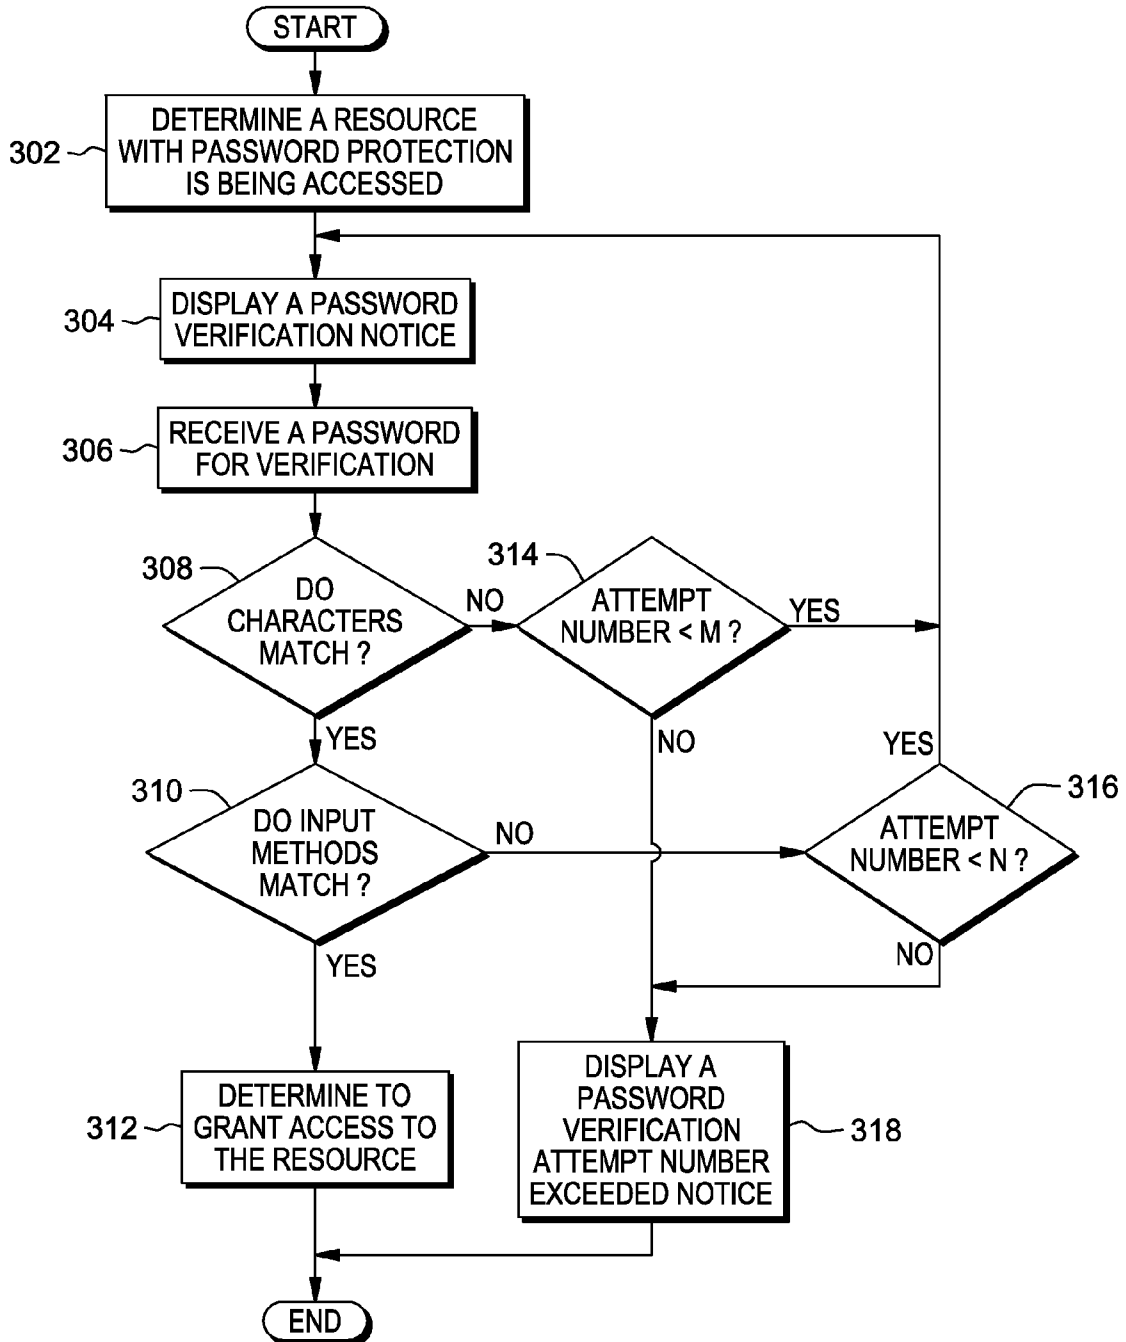 START
302
DETERMINE A RESOURCE
WITH PASSWORD PROTECTION
IS BEING ACCESSED
304
DISPLAY A PASSWORD
VERIFICATION NOTICE
306
RECEIVE A PASSWORD
FOR VERIFICATION
308
DO
CHARACTERS
MATCH ?
NO
YES
314
ATTEMPT
NUMBER < M ?
YES
NO
310
DO INPUT
METHODS
MATCH ?
NO
YES
316
ATTEMPT
NUMBER < N ?
YES
NO
312
DETERMINE TO
GRANT ACCESS TO
THE RESOURCE
318
DISPLAY A
PASSWORD
VERIFICATION
ATTEMPT NUMBER
EXCEEDED NOTICE
END